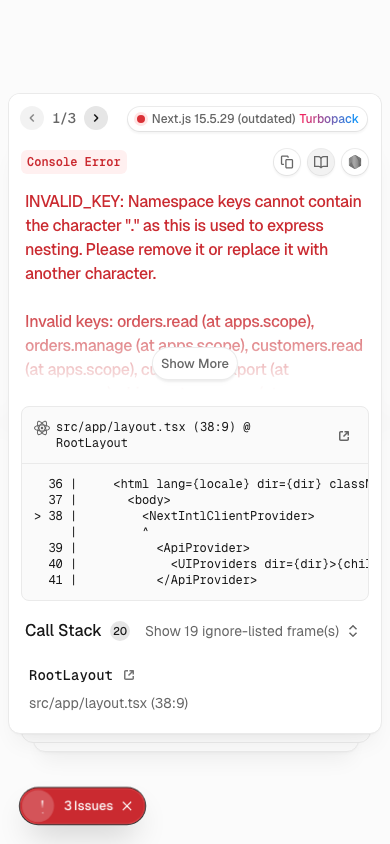 1/3
Next.js 15.5.29 (outdated) Turbopack
Console Error
INVALID_KEY: Namespace keys cannot contain
the character "." as this is used to express
nesting. Please remove it or replace it with
another character.
Invalid keys: orders.read (at apps.scope),
orders.manage (at apps.scope), customers.read
(at apps.scope), (at
Show More
src/app/layout.tsx (38:9) @
RootLayout
36 | <html lang={locale} dir={dir}
37 | <body>
> 38 | <NextIntlClientProvider>
| ^
39 | <ApiProvider>
40 | <UIProviders dir={dir}>
41 | </ApiProvider>
Call Stack 20 Show 19 ignore-listed frame(s)
RootLayout
src/app/layout.tsx (38:9)
! 3 Issues